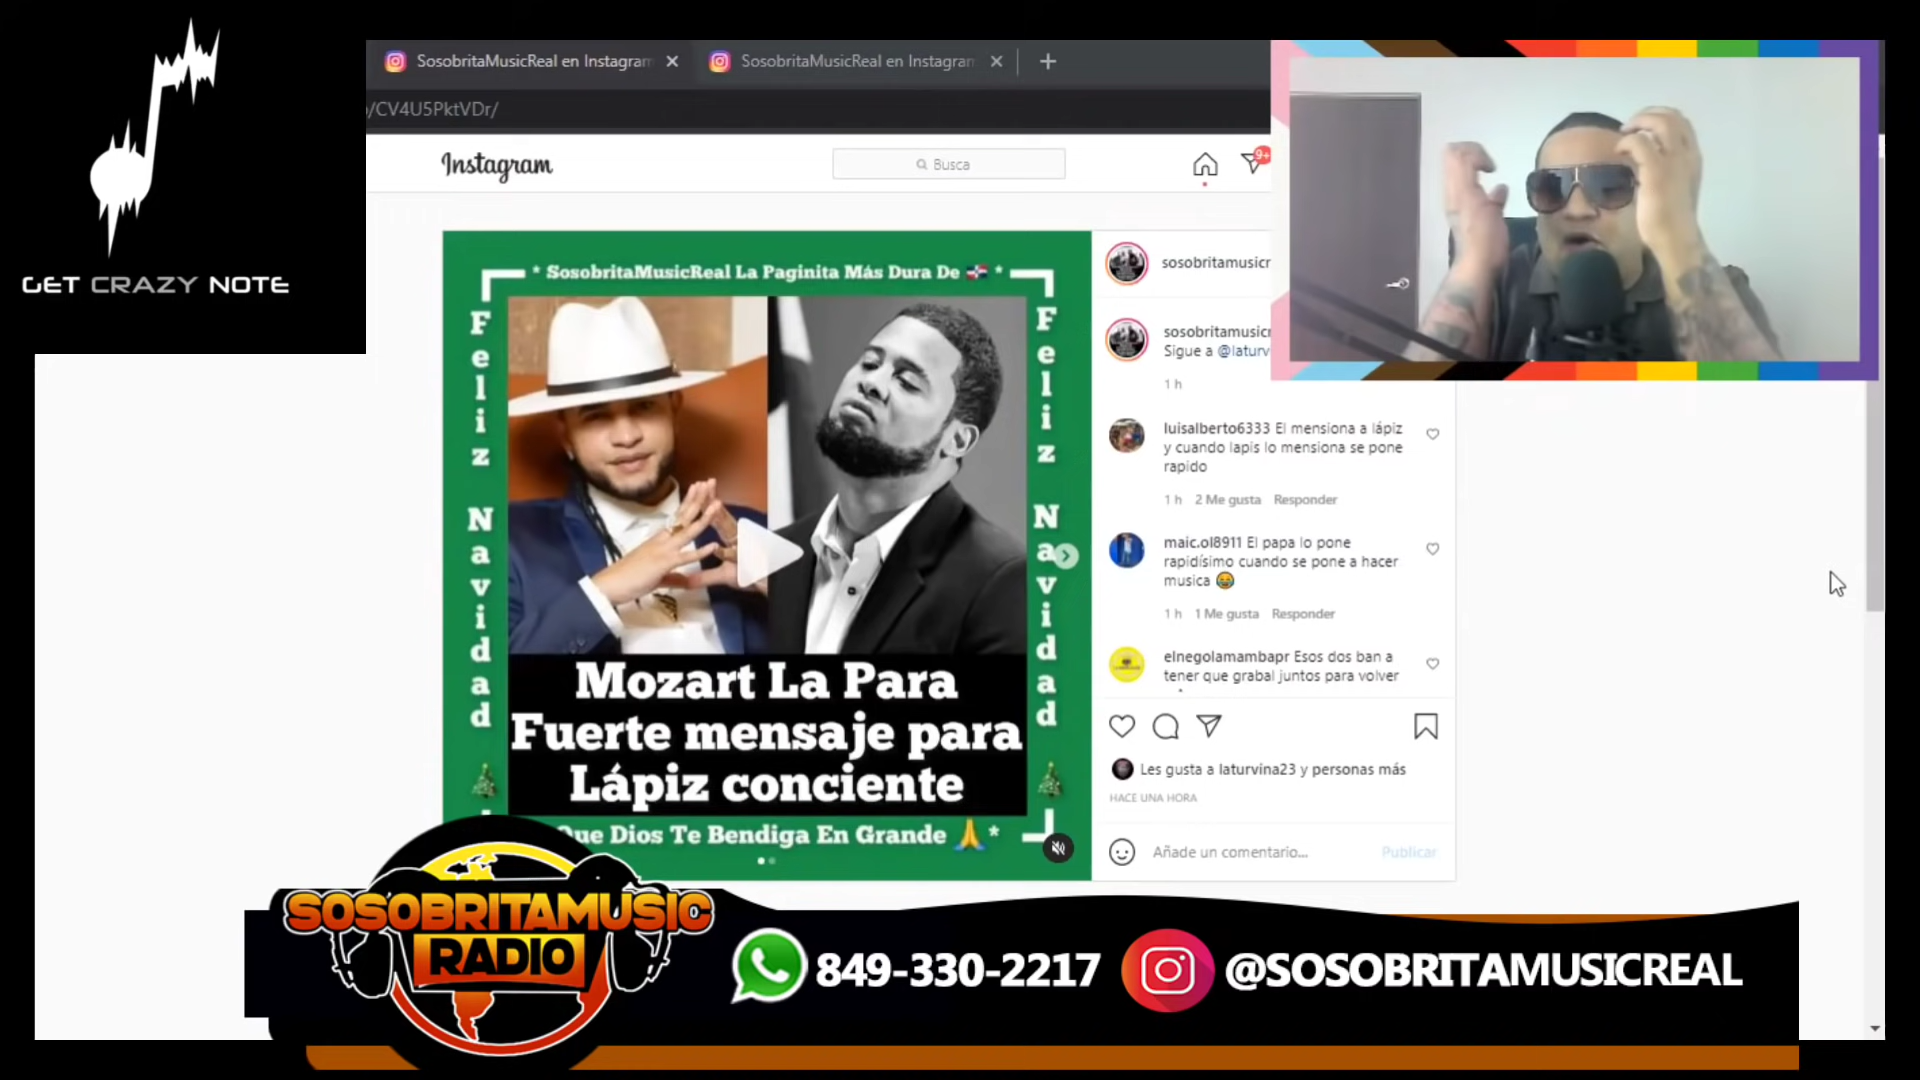 GET CRAZY NOTE
SosobritaMusicReal en Instagram
SosobritaMusicReal en Instagran
/CV4U5PktVDr/
Instagram
Busca
9+
* SosobritaMusicReal La Paginita Más Dura De 🇩🇴 *
Feliz Navidad
Feliz Navidad
Mozart La Para
Fuerte mensaje para
Lápiz conciente
Que Dios Te Bendiga En Grande 🙏 *
sosobritamusicr
sosobritamusicr
Sigue a @laturv
1 h
luisalberto6333 El mensiona a lápiz
y cuando lapis lo mensiona se pone
rapido
1 h 2 Me gusta Responder
maic.ol8911 El papa lo pone
rapidísimo cuando se pone a hacer
musica 😂
1 h 1 Me gusta Responder
elnegolamambapr Esos dos ban a
tener que grabal juntos para volver
Les gusta a laturvina23 y personas más
HACE UNA HORA
Añade un comentario...
Publicar
SOSOBRITAMUSIC
RADIO
849-330-2217
@SOSOBRITAMUSICREAL